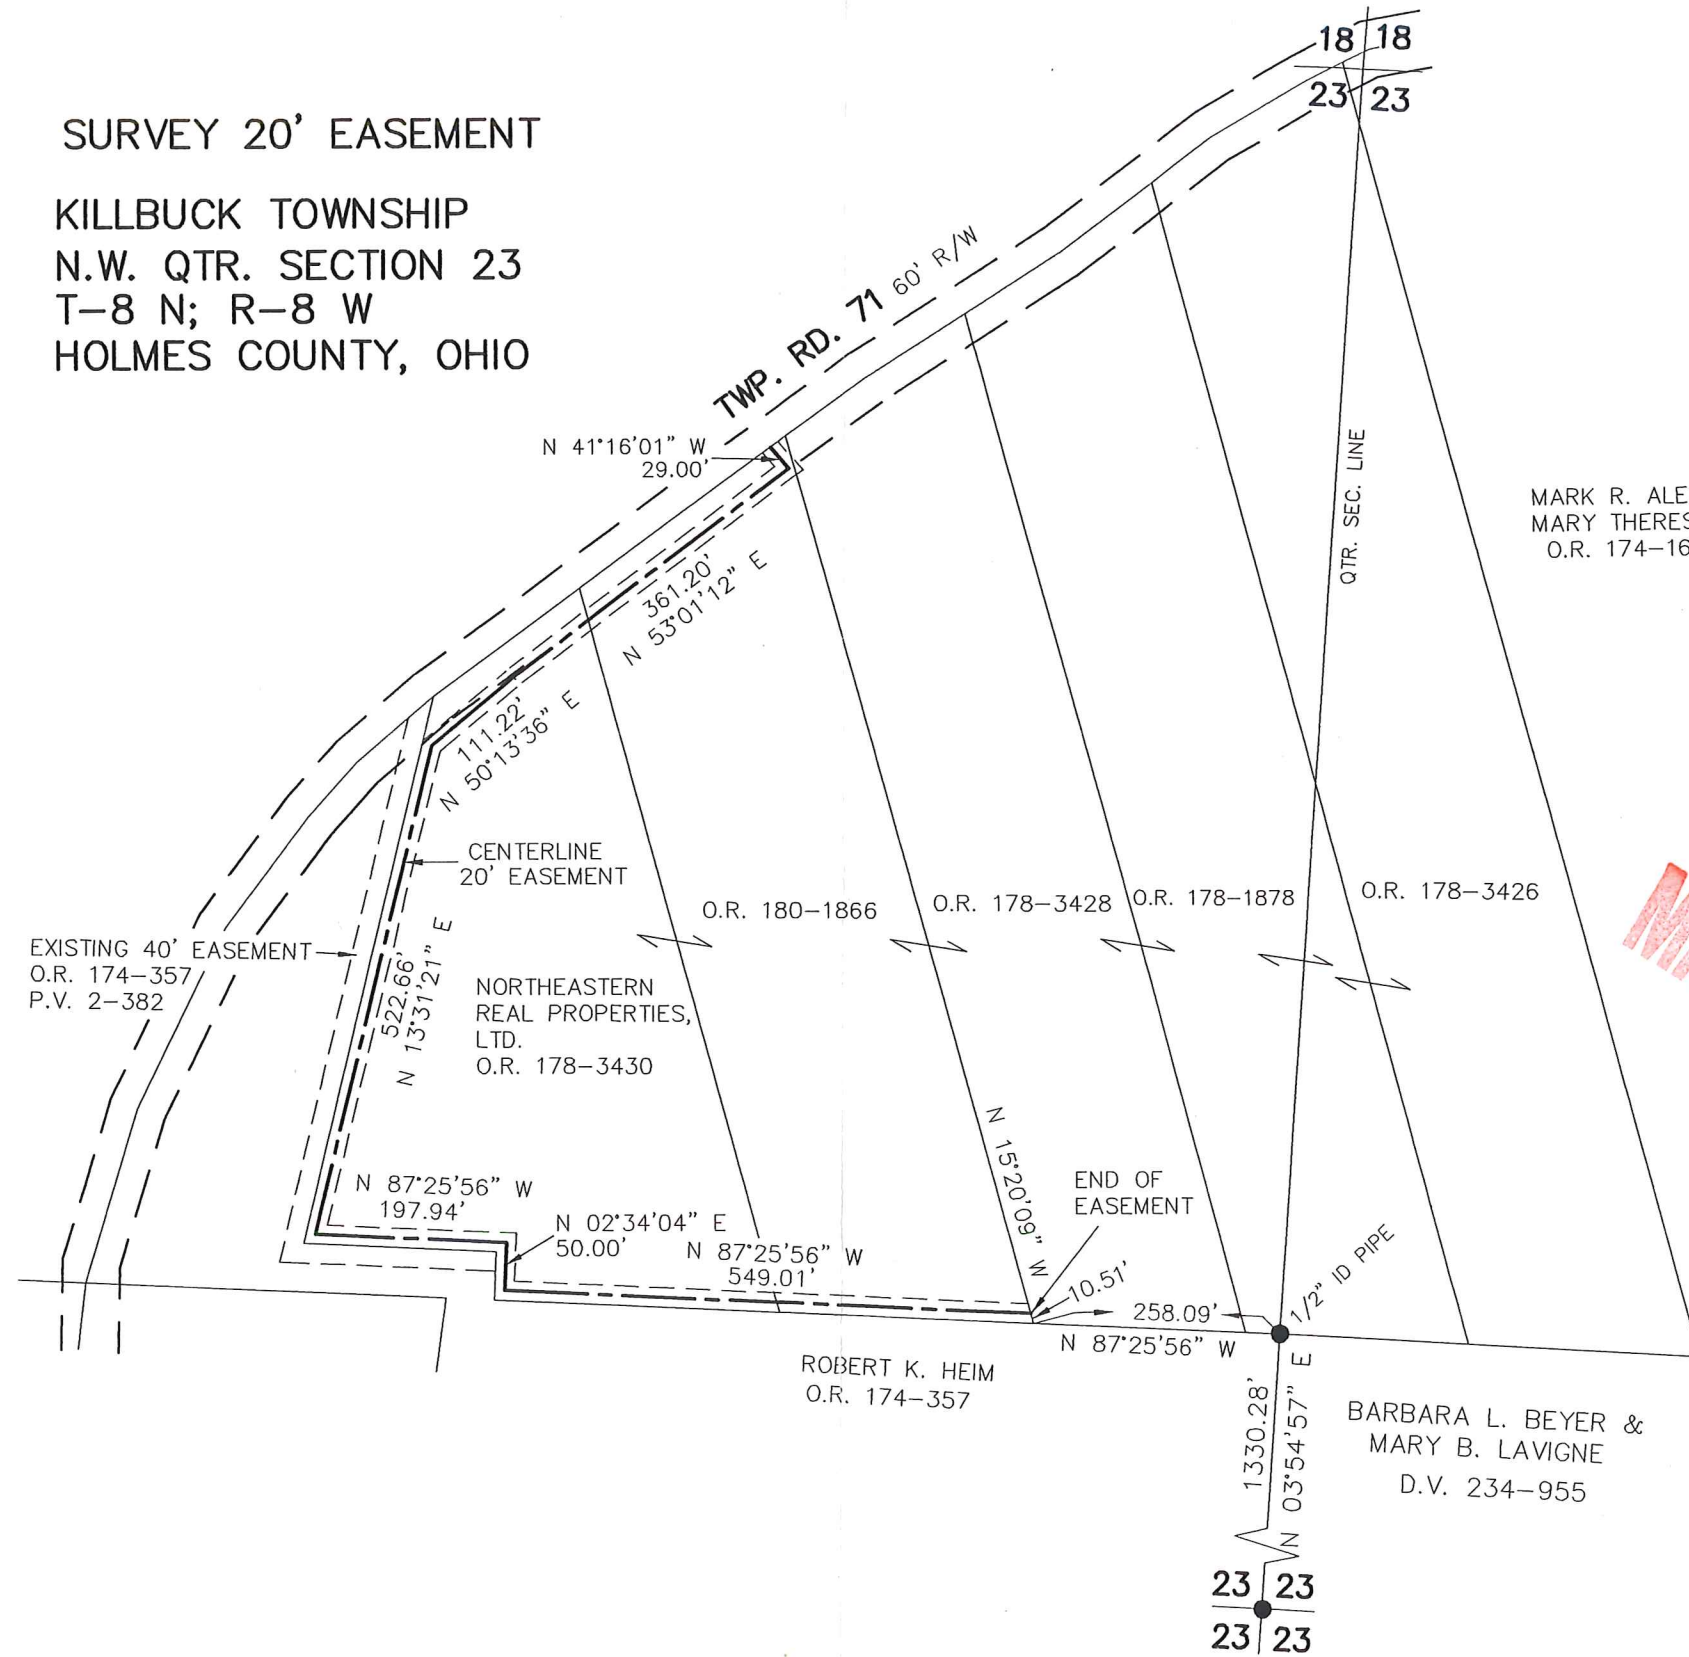 SURVEY 20' EASEMENT
KILLBUCK TOWNSHIP
N.W. QTR. SECTION 23
T-8 N; R-8 W
HOLMES COUNTY, OHIO
18 18
23 23
TWP. RD. 71 60' R/W
N 41°16'01" W
29.00'
QTR. SEC. LINE
MARK R.
MARY
O.R.
361.20'
N 53°01'12" E
111.22'
N 50°13'36" E
CENTERLINE
20' EASEMENT
O.R. 180-1866
O.R. 178-3428
O.R. 178-1878
O.R. 178-3426
EXISTING 40' EASEMENT
O.R. 174-357
P.V. 2-382
522.66'
N 13°31'21" E
NORTHEASTERN
REAL PROPERTIES,
LTD.
O.R. 178-3430
N 15°20'09" W
END OF
EASEMENT
N 87°25'56" W
197.94'
N 02°34'04" E
50.00'
N 87°25'56" W
549.01'
10.51'
258.09'
1/2" ID PIPE
N 87°25'56" W
ROBERT K. HEIM
O.R. 174-357
1330.28'
N 03°54'57" E
BARBARA L. BEYER &
MARY B. LAVIGNE
D.V. 234-955
23 23
23 23